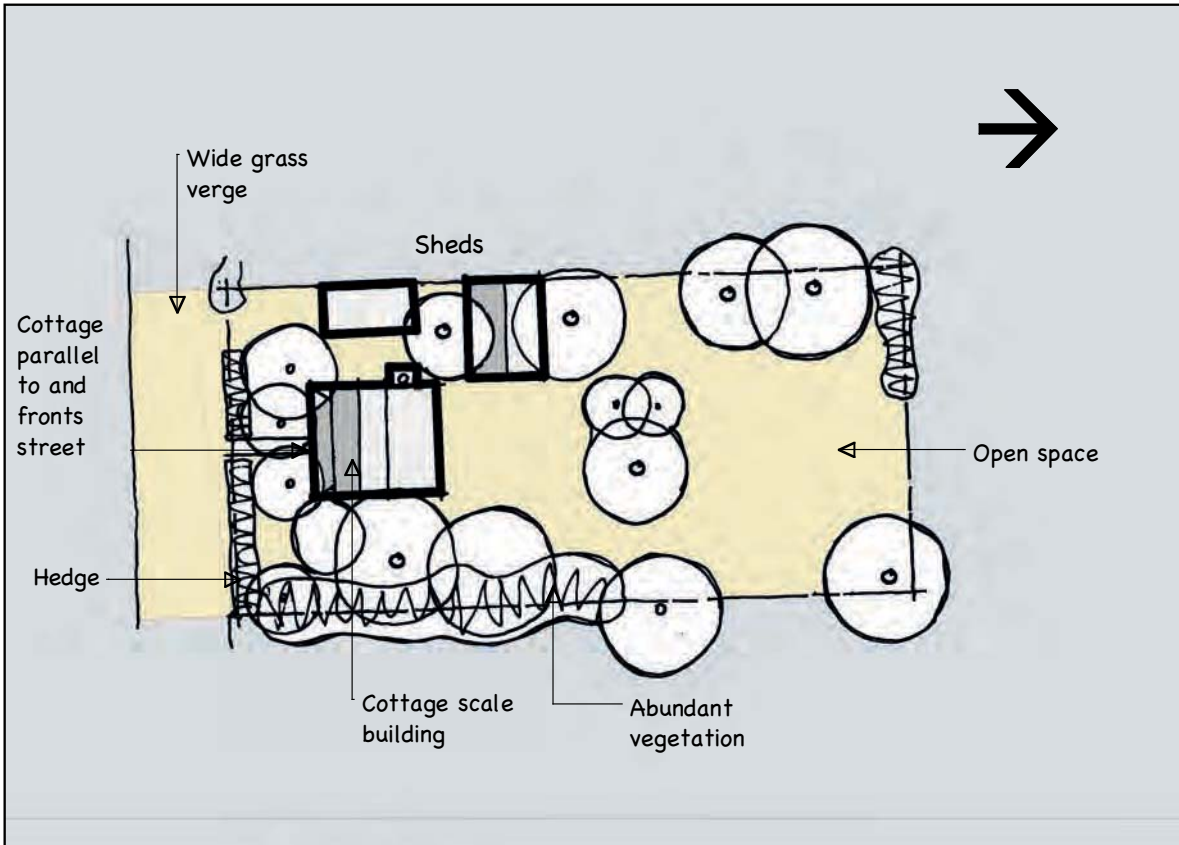 Wide grass
verge
Sheds
Cottage
parallel
to and
fronts
street
Open space
Hedge
Cottage scale
building
Abundant
vegetation